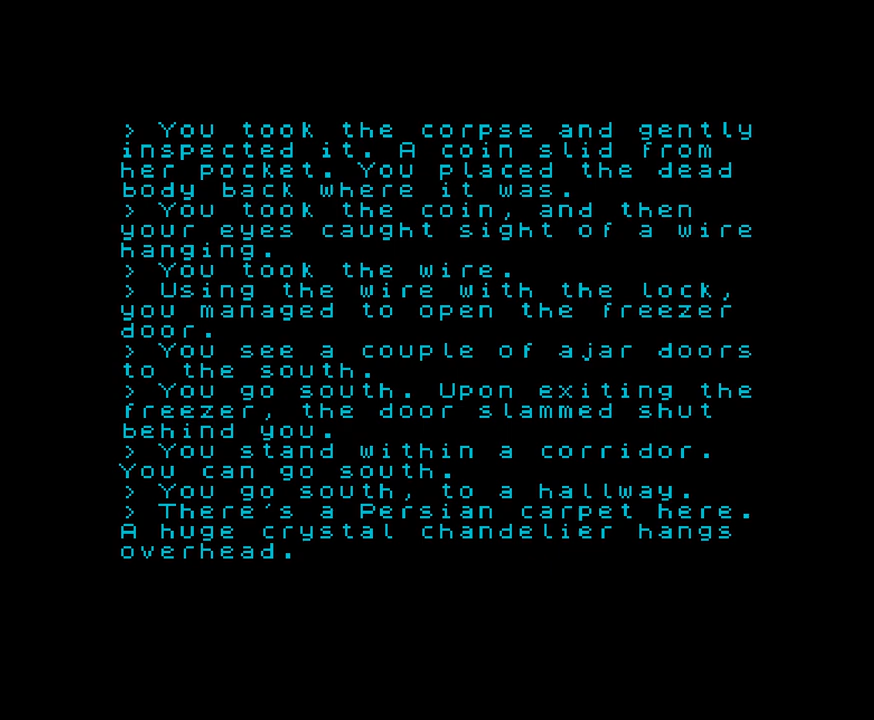 > You took the corpse and gently
inspected it. A coin slid from
her pocket. You placed the dead
body back where it was.
> You took the coin, and then
your eyes caught sight of a wire
hanging.
> You took the wire.
> Using the wire with the lock,
you managed to open the freezer
door.
> You see a couple of ajar doors
to the south.
> You go south. Upon exiting the
freezer, the door slammed shut
behind you.
> You stand within a corridor.
You can go south.
> You go south, to a hallway.
> There's a Persian carpet here.
A huge crystal chandelier hangs
overhead.